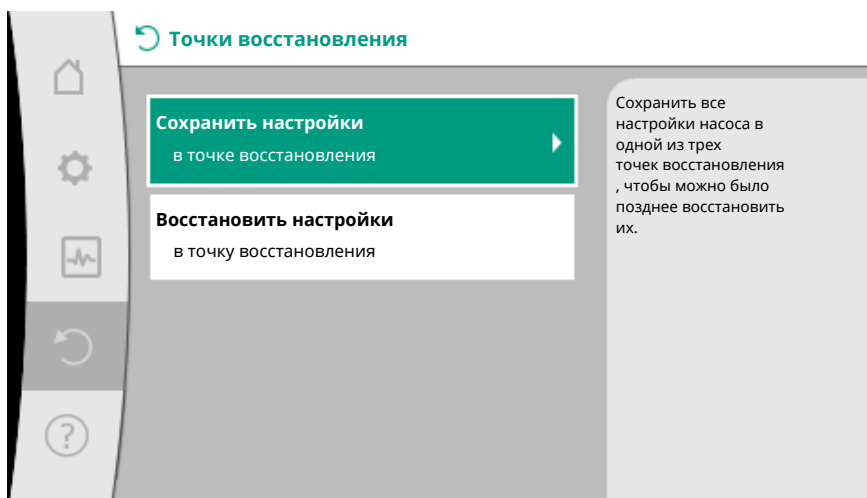 Точки восстановления
Сохранить настройки
в точке восстановления
Восстановить настройки
в точку восстановления
Сохранить все
настройки насоса в
одной из трех
точек восстановления
, чтобы можно было
позднее восстановить
их.
?